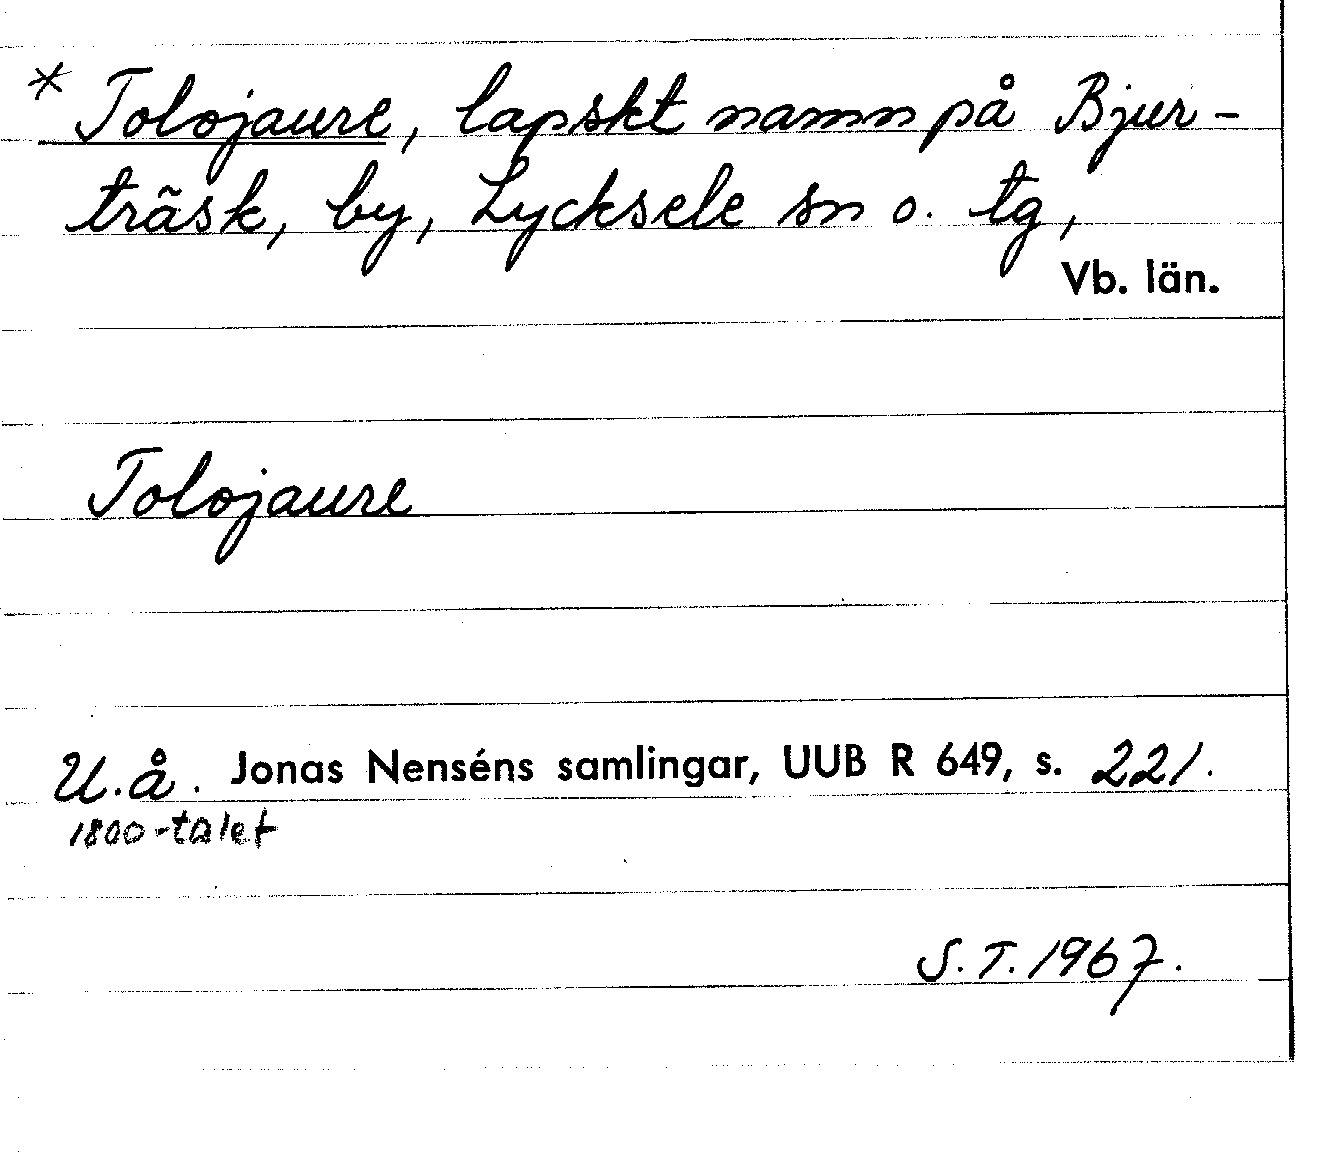 * Tolojaure, lapskt namn på Bjur-
träsk, by, Lycksele sn o. tg,
Vb. län.
Tolojaure
U.å. Jonas Nenséns samlingar, UUB R 649, s. 221.
1800-talet
S.T. 1967.